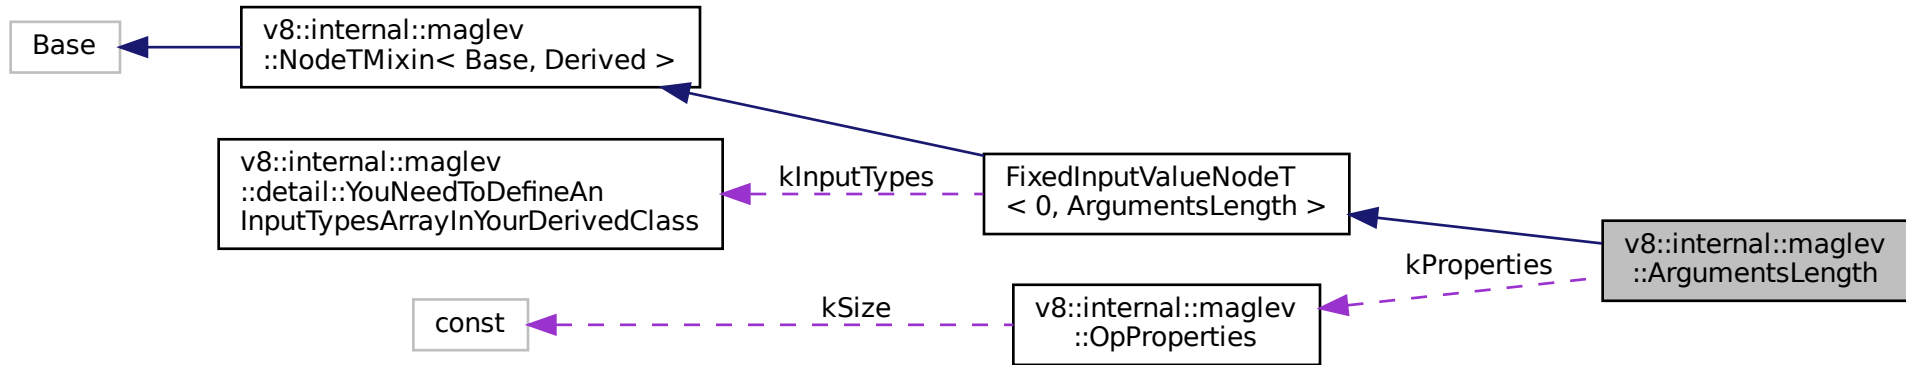 Base
v8::internal::maglev
::NodeTMixin< Base, Derived >
v8::internal::maglev
::detail::YouNeedToDefineAn
InputTypesArrayInYourDerivedClass
kInputTypes
FixedInputValueNodeT
< 0, ArgumentsLength >
v8::internal::maglev
::ArgumentsLength
kProperties
const
kSize
v8::internal::maglev
::OpProperties